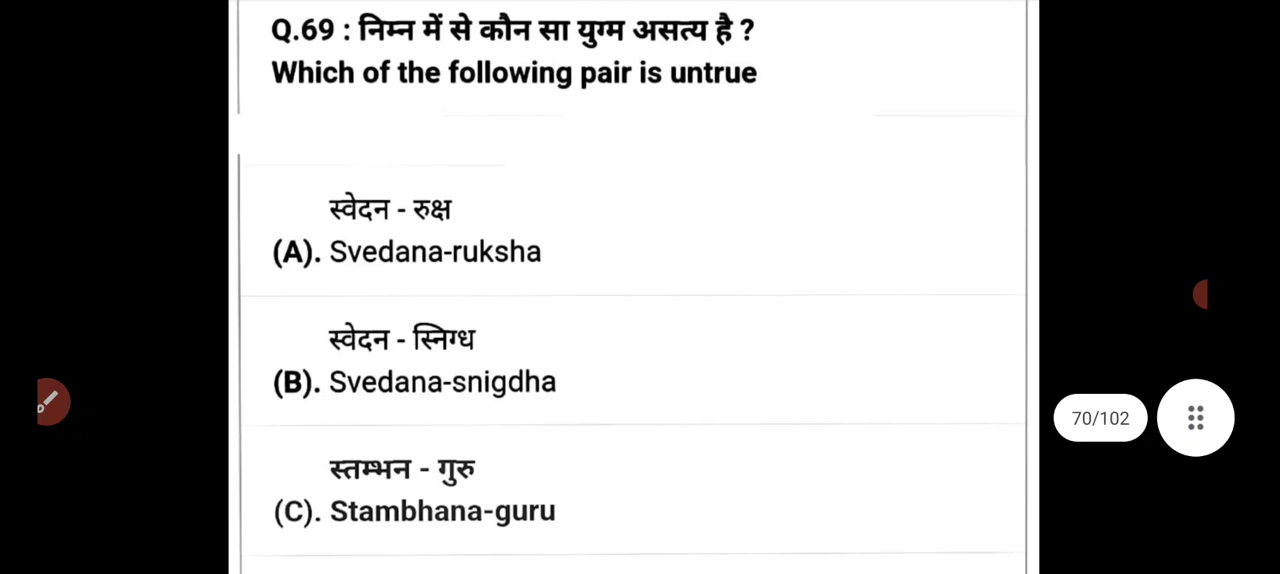 Q.69 : निम्न में से कौन सा युग्म असत्य है ?
Which of the following pair is untrue
स्वेदन - रुक्ष
(A). Svedana-ruksha
स्वेदन - स्निग्ध
(B). Svedana-snigdha
70/102
स्तम्भन - गुरु
(C). Stambhana-guru